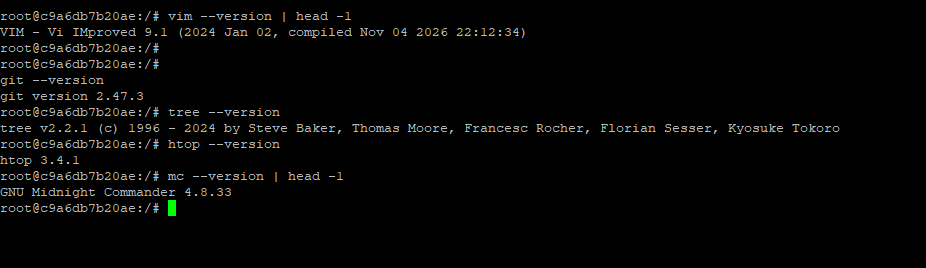 root@c9a6db7b20ae:/# vim --version | head -1
VIM - Vi IMproved 9.1 (2024 Jan 02, compiled Nov 04 2026 22:12:34)
root@c9a6db7b20ae:/#
root@c9a6db7b20ae:/#
git --version
git version 2.47.3
root@c9a6db7b20ae:/# tree --version
tree v2.2.1 (c) 1996 - 2024 by Steve Baker, Thomas Moore, Francesc Rocher, Florian Sesser, Kyosuke Tokoro
root@c9a6db7b20ae:/# htop --version
htop 3.4.1
root@c9a6db7b20ae:/# mc --version | head -1
GNU Midnight Commander 4.8.33
root@c9a6db7b20ae:/#